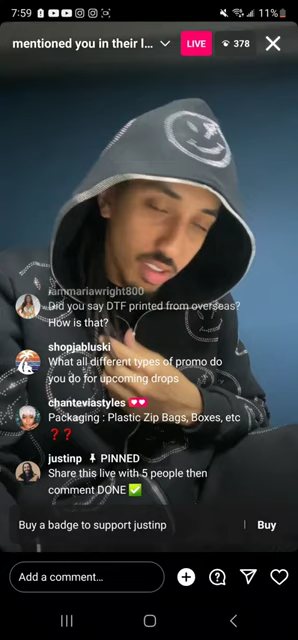 7:59
11%
mentioned you in their l...
LIVE
378
iammariawright800
Did you say DTF printed from overseas?
How is that?
shopjabluski
What all different types of promo do
you do for upcoming drops
chanteviastyles
Packaging : Plastic Zip Bags, Boxes, etc
❓❓
justinp PINNED
Share this live with 5 people then
comment DONE ✅
Buy a badge to support justinp
Buy
Add a comment...